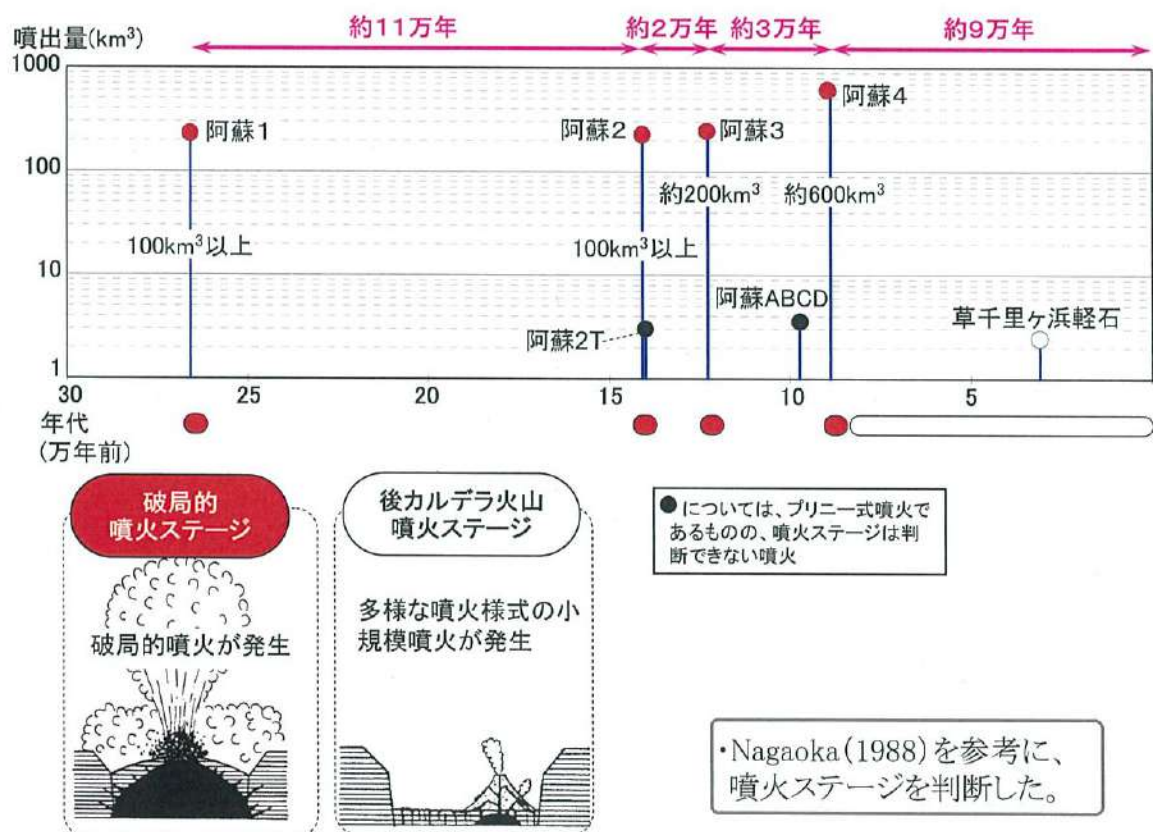 約11万年
約2万年
約3万年
約9万年
噴出量(km³)
1000
100
10
1
阿蘇1
阿蘇2
阿蘇3
阿蘇4
100km³以上
100km³以上
約200km³
約600km³
阿蘇2T
阿蘇ABCD
草千里ヶ浜軽石
30
25
20
15
10
5
年代
(万年前)
破局的
噴火ステージ
破局的噴火が発生
後カルデラ火山
噴火ステージ
多様な噴火様式の小
規模噴火が発生
●については、プリニー式噴火で
あるものの、噴火ステージは判
断できない噴火
・Nagaoka(1988)を参考に、
噴火ステージを判断した。